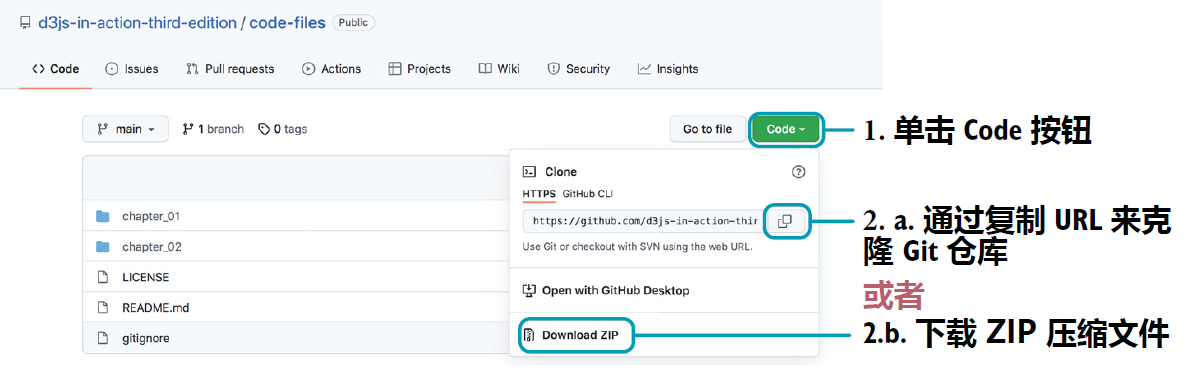 d3js-in-action-third-edition / code-files Public
Code Issues Pull requests Actions Projects Wiki Security Insights
main 1 branch 0 tags Go to file Code
1. 单击 Code 按钮
Clone
HTTPS GitHub CLI
https://github.com/d3js-in-action-thir
Use Git or checkout with SVN using the web URL.
2. a. 通过复制 URL 来克
隆 Git 仓库
或者
Open with GitHub Desktop
Download ZIP
2.b. 下载 ZIP 压缩文件
chapter_01
chapter_02
LICENSE
README.md
gitignore